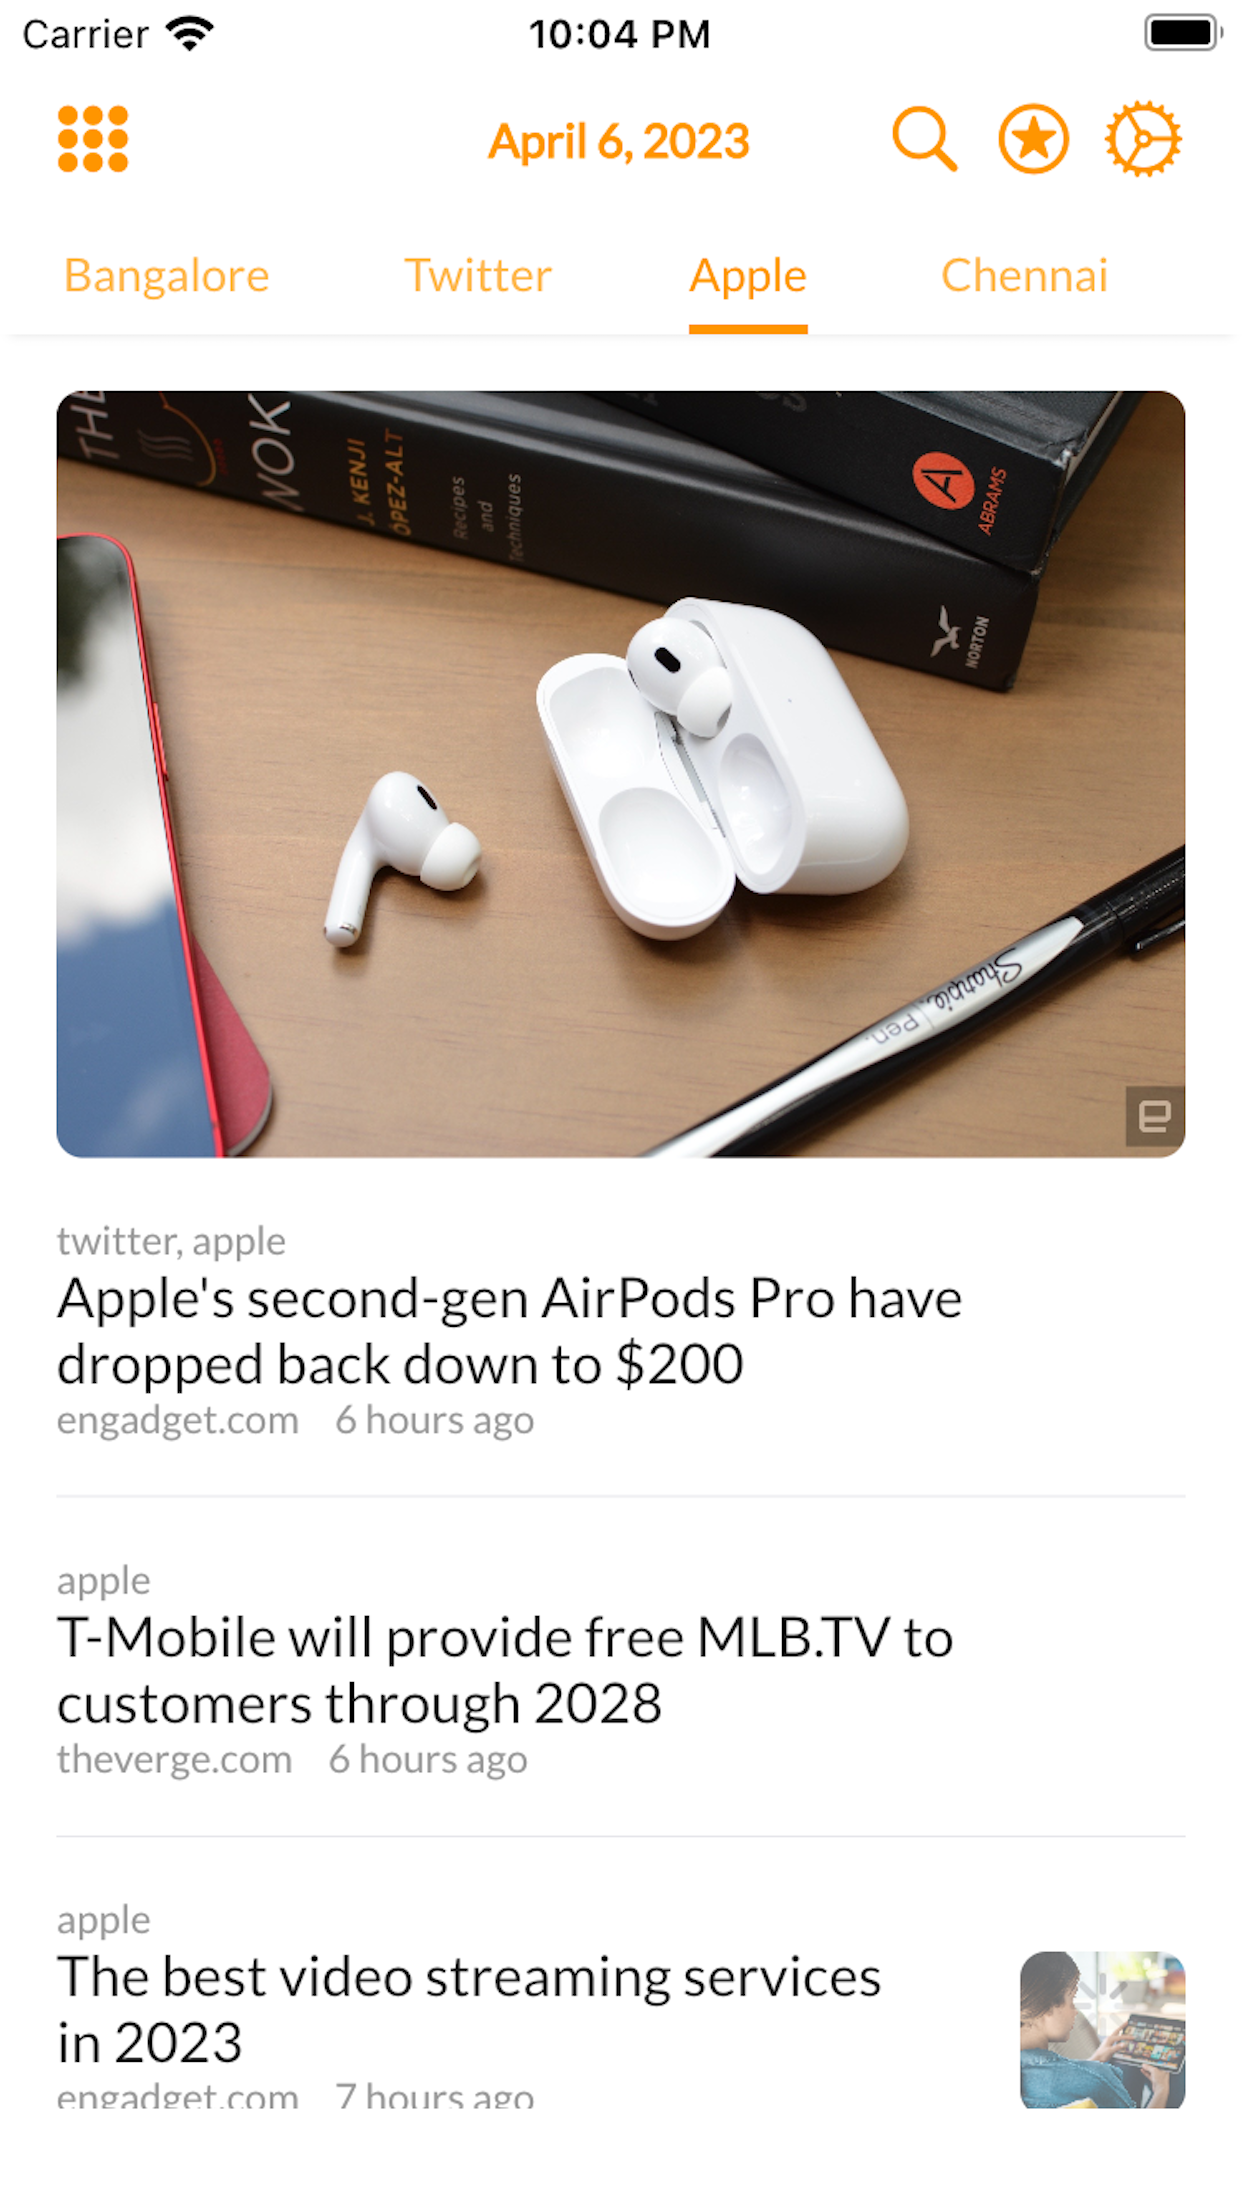 Carrier
10:04 PM
April 6, 2023
Bangalore
Twitter
Apple
Chennai
THE
WOK
J. KENJI
ÓPEZ-ALT
Recipes
and
Techniques
A
ABRAMS
NORTON
Sharpie.
Pen.
e
twitter, apple
Apple's second-gen AirPods Pro have
dropped back down to $200
engadget.com 6 hours ago
apple
T-Mobile will provide free MLB.TV to
customers through 2028
theverge.com 6 hours ago
apple
The best video streaming services
in 2023
engadget.com 7 hours ago